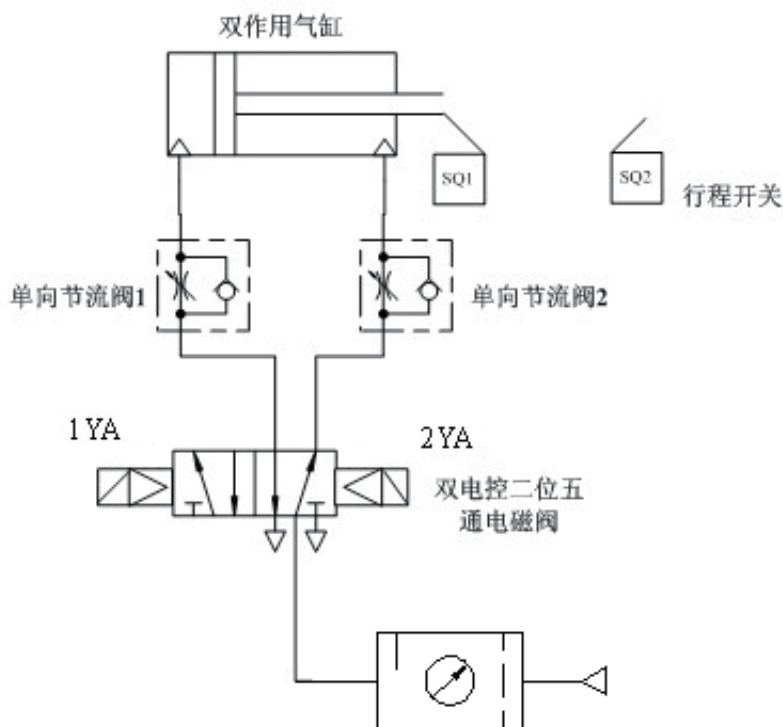 双作用气缸
SQ1
SQ2
行程开关
单向节流阀1
单向节流阀2
1YA
2YA
双电控二位五
通电磁阀